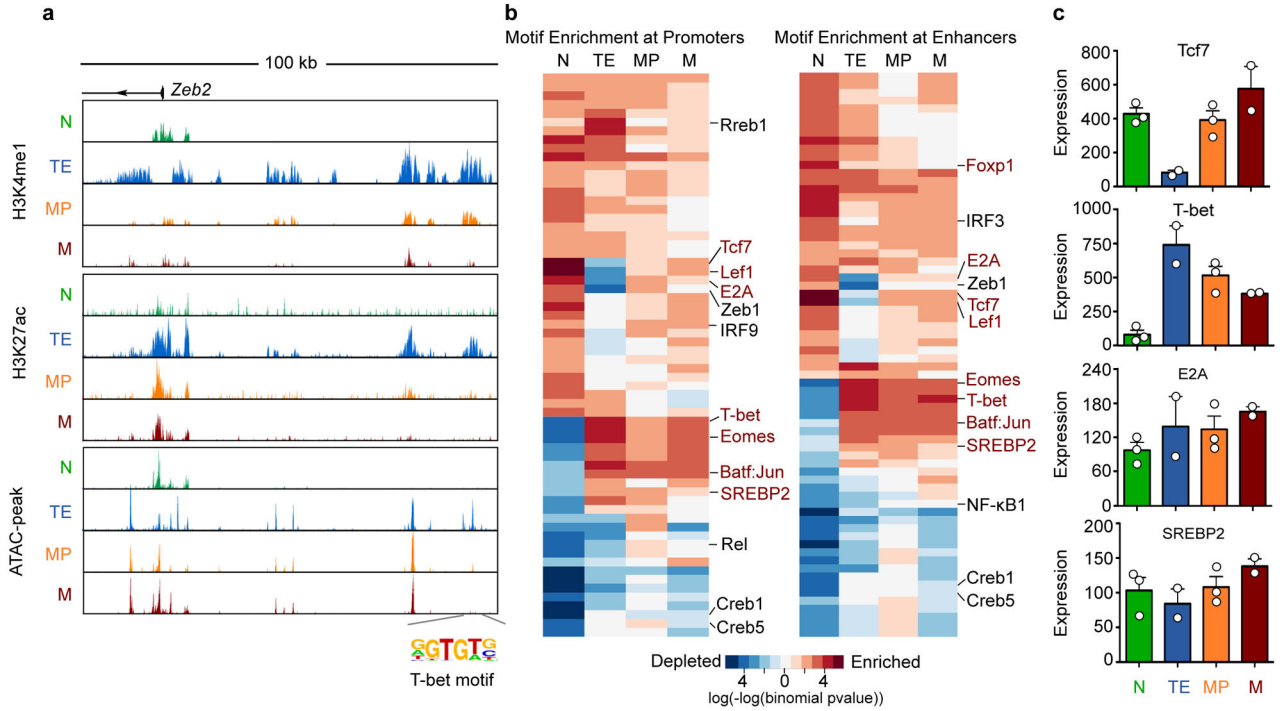 a
100 kb
Zeb2
H3K4me1
N
TE
MP
M
H3K27ac
N
TE
MP
M
ATAC-peak
N
TE
MP
M
GGTGTG
T-bet motif
b
Motif Enrichment at Promoters
N TE MP M
Rreb1
Tcf7
Lef1
E2A
Zeb1
IRF9
T-bet
Eomes
Batf:Jun
SREBP2
Rel
Creb1
Creb5
Motif Enrichment at Enhancers
N TE MP M
Foxp1
IRF3
E2A
Zeb1
Tcf7
Lef1
Eomes
T-bet
Batf:Jun
SREBP2
NF-κB1
Creb1
Creb5
Depleted Enriched
4 0 4
log(-log(binomial pvalue))
c
Tcf7
Expression
800
600
400
200
0
T-bet
Expression
1000
750
500
250
0
E2A
Expression
240
180
120
60
0
SREBP2
Expression
200
150
100
50
0
N TE MP M